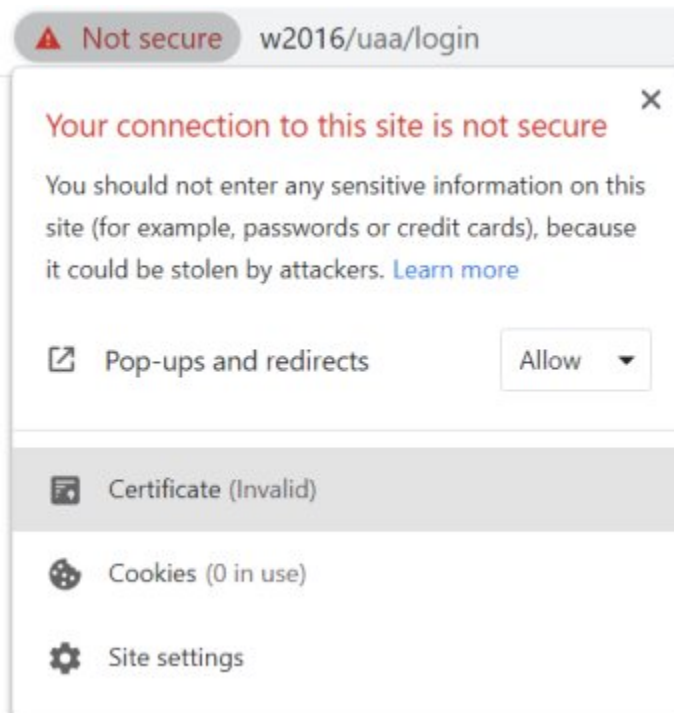 Not secure w2016/uaa/login
Your connection to this site is not secure
You should not enter any sensitive information on this
site (for example, passwords or credit cards), because
it could be stolen by attackers. Learn more
Pop-ups and redirects Allow
Certificate (Invalid)
Cookies (0 in use)
Site settings